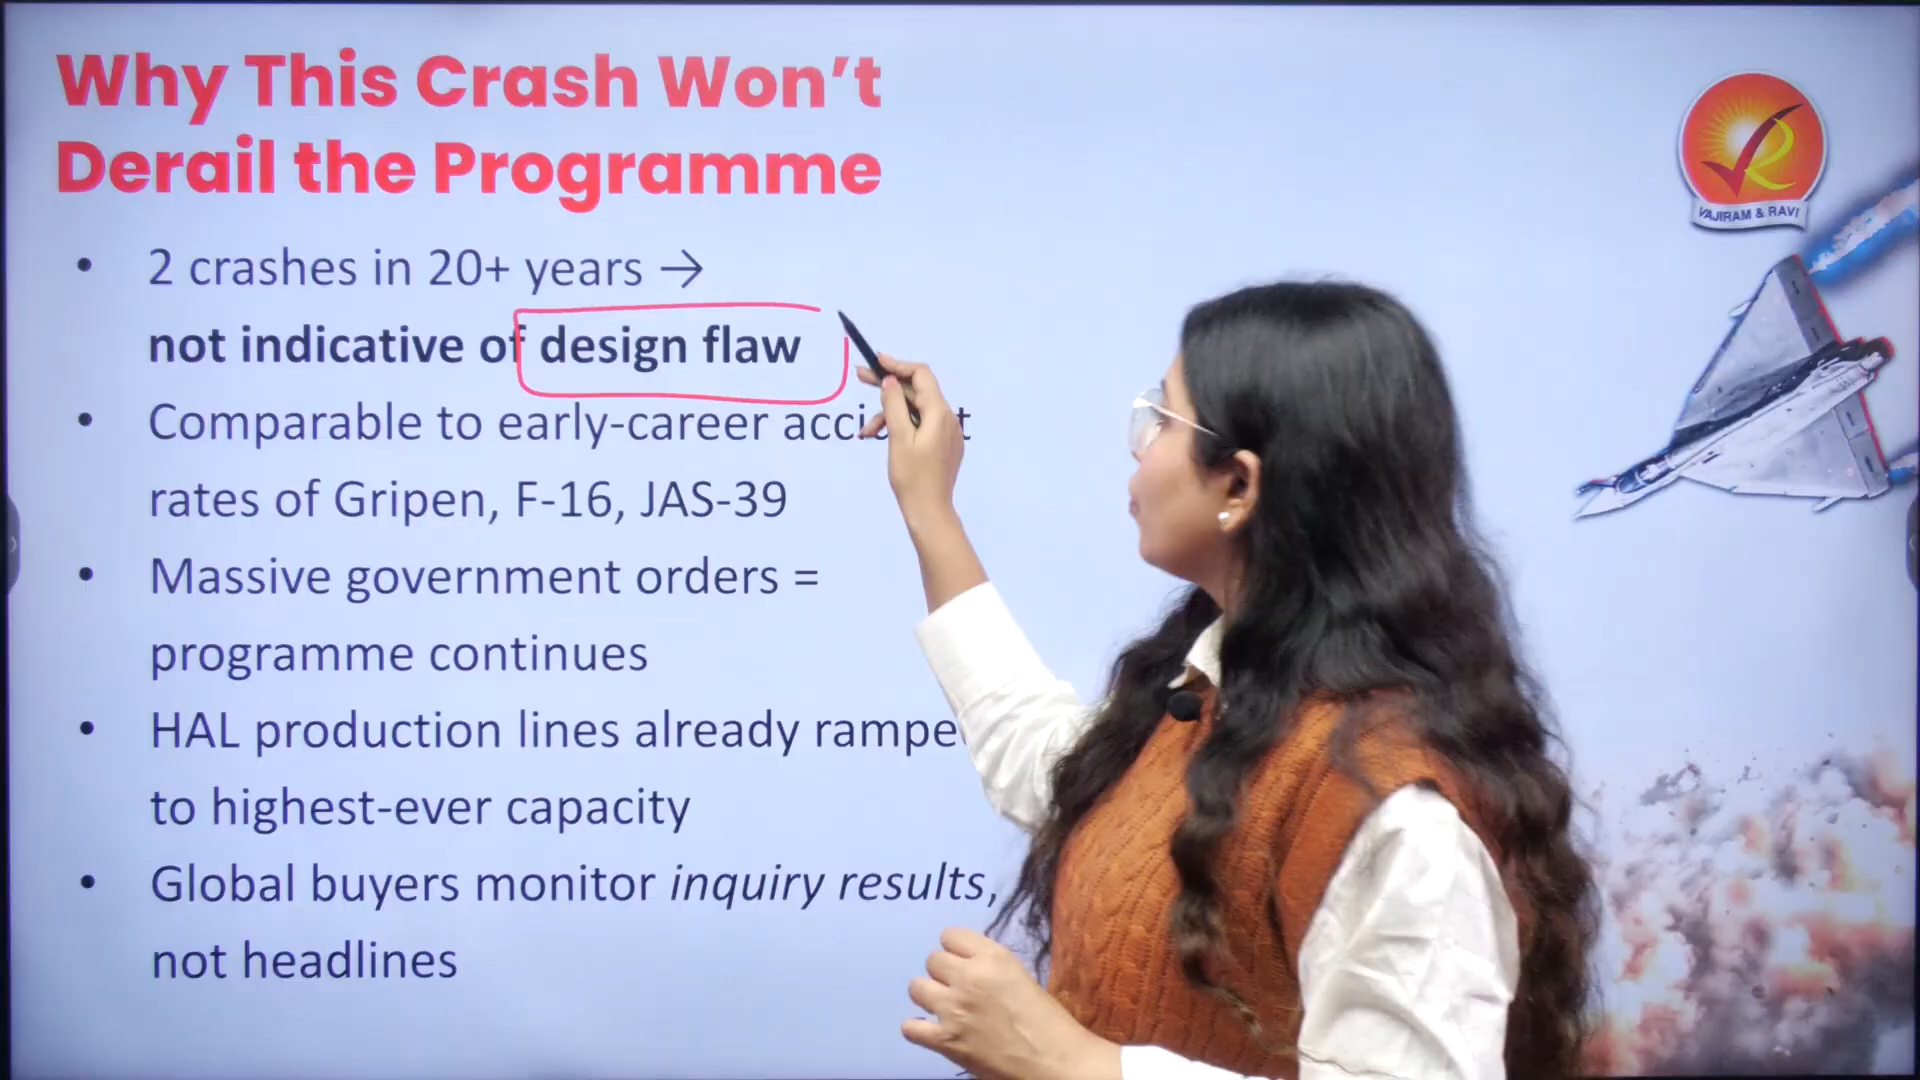 Why This Crash Won't
Derail the Programme
VAJIRAM & RAVI
• 2 crashes in 20+ years →
not indicative of design flaw
• Comparable to early-career
rates of Gripen, F-16, JAS-39
• Massive government orders =
programme continues
• HAL production lines already
to highest-ever capacity
• Global buyers monitor inquiry results,
not headlines